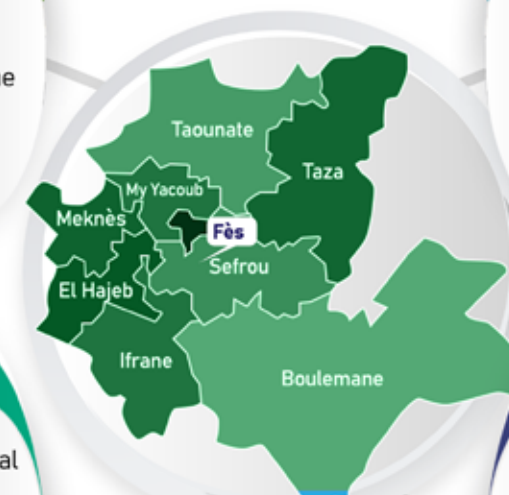 Taounate
Taza
My Yacoub
Meknès
Fès
Sefrou
El Hajeb
Ifrane
Boulemane